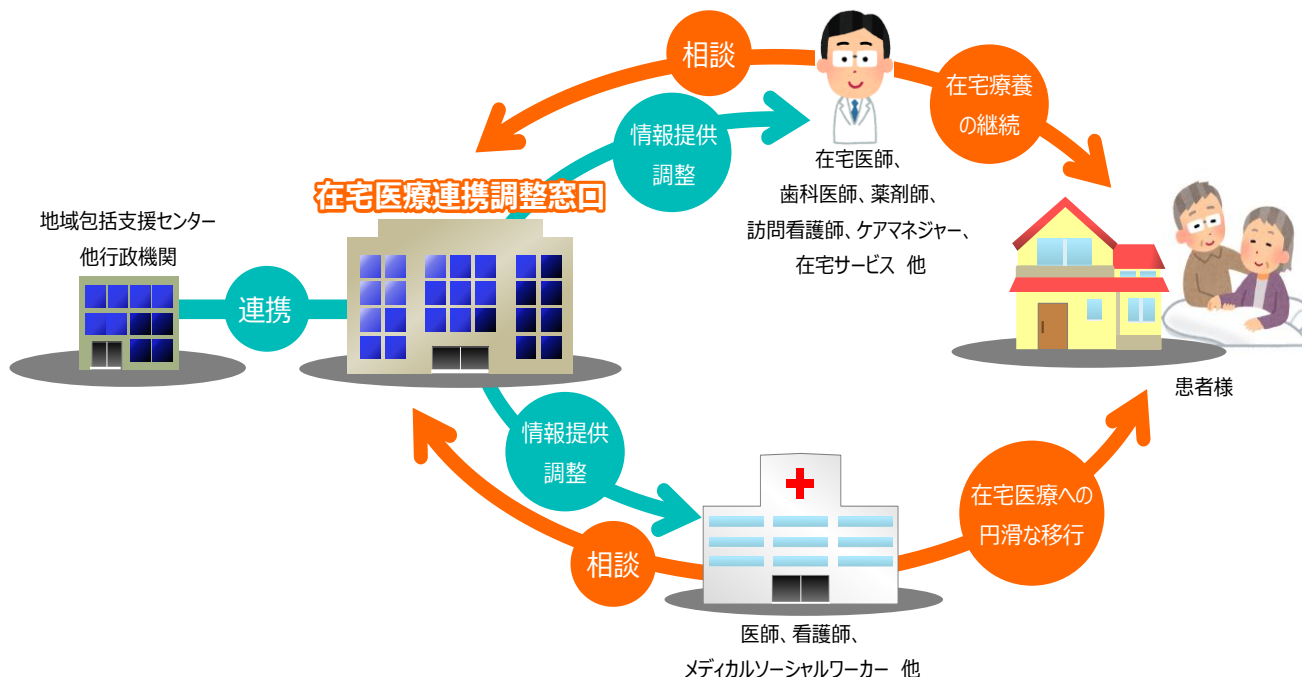 相談
在宅療養
の継続
情報提供
調整
在宅医師、
歯科医師、薬剤師、
訪問看護師、ケアマネジャー、
在宅サービス 他
在宅医療連携調整窓口
地域包括支援センター
他行政機関
連携
患者様
情報提供
調整
在宅医療への
円滑な移行
相談
医師、看護師、
メディカルソーシャルワーカー 他